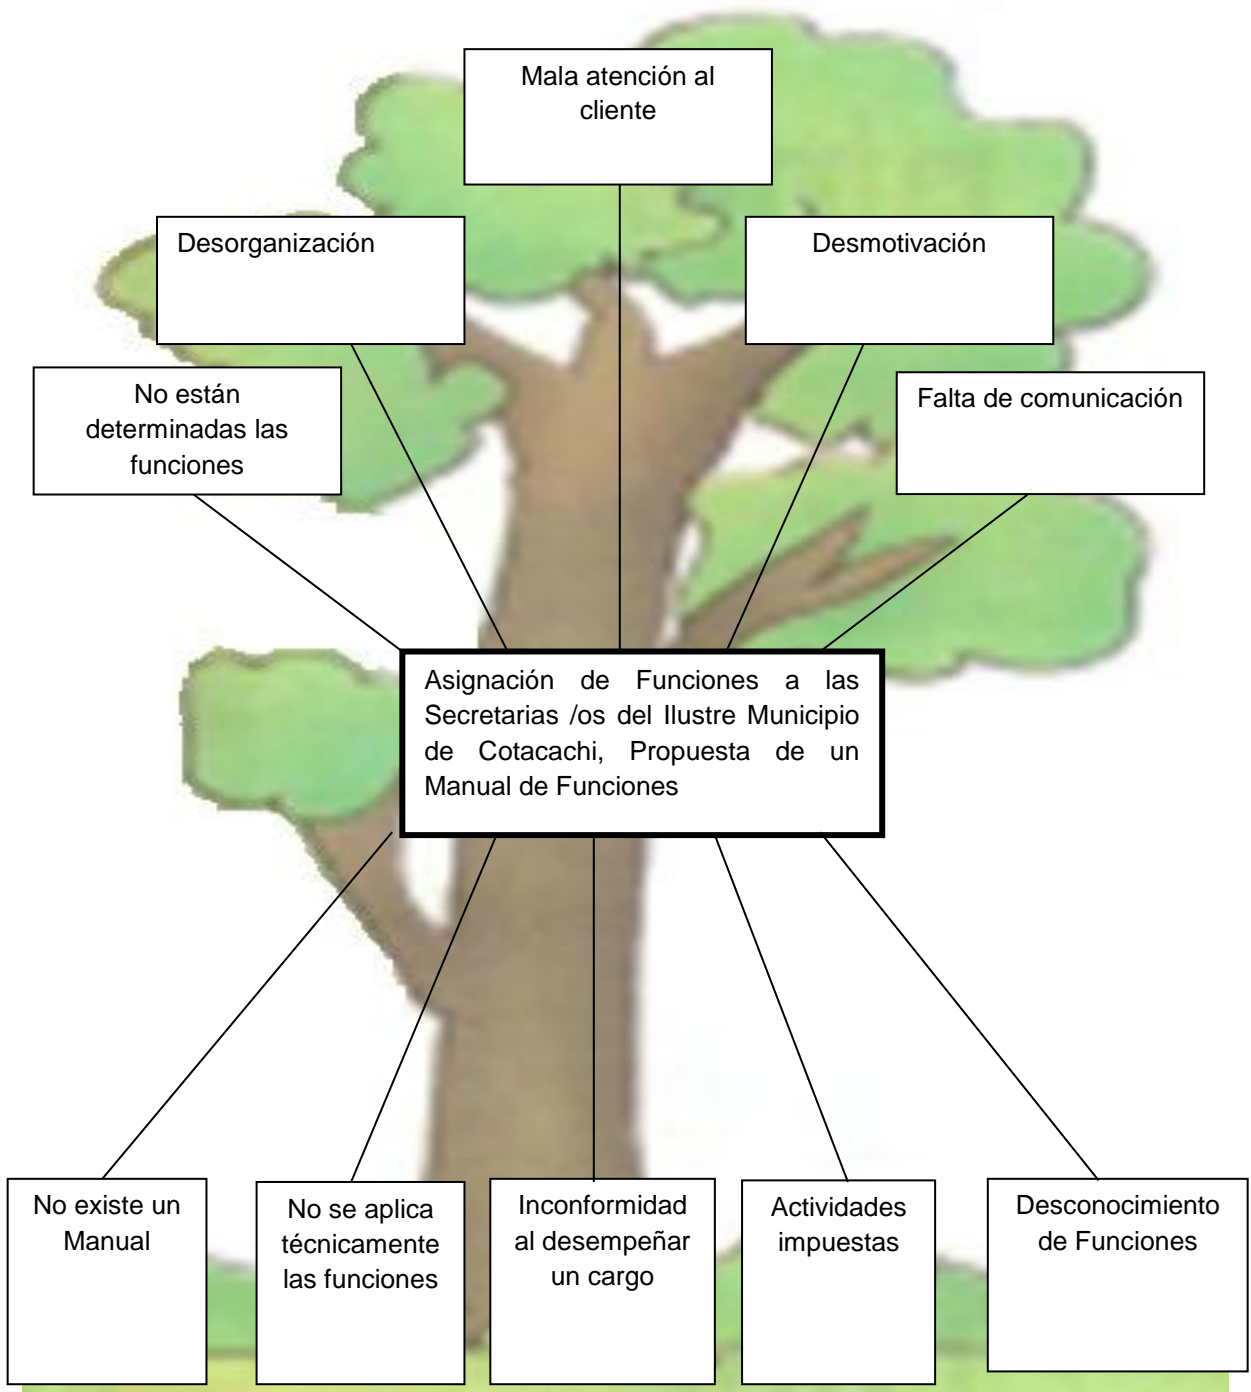 Mala atención al
cliente
Desorganización
Desmotivación
No están
determinadas las
funciones
Falta de comunicación
Asignación de Funciones a las
Secretarias /os del Ilustre Municipio
de Cotacachi, Propuesta de un
Manual de Funciones
No existe un
Manual
No se aplica
técnicamente
las funciones
Inconformidad
al desempeñar
un cargo
Actividades
impuestas
Desconocimiento
de Funciones